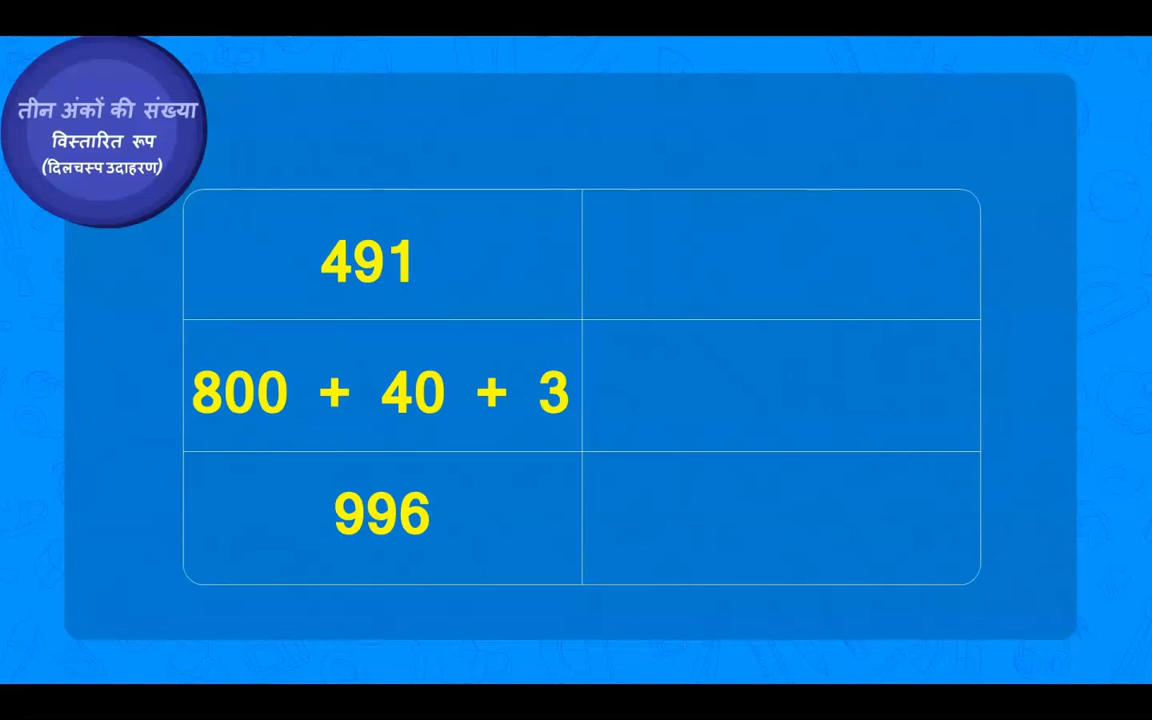 तीन अंकों की संख्या
विस्तारित रूप
(दिलचस्प उदाहरण)
491
800 + 40 + 3
996